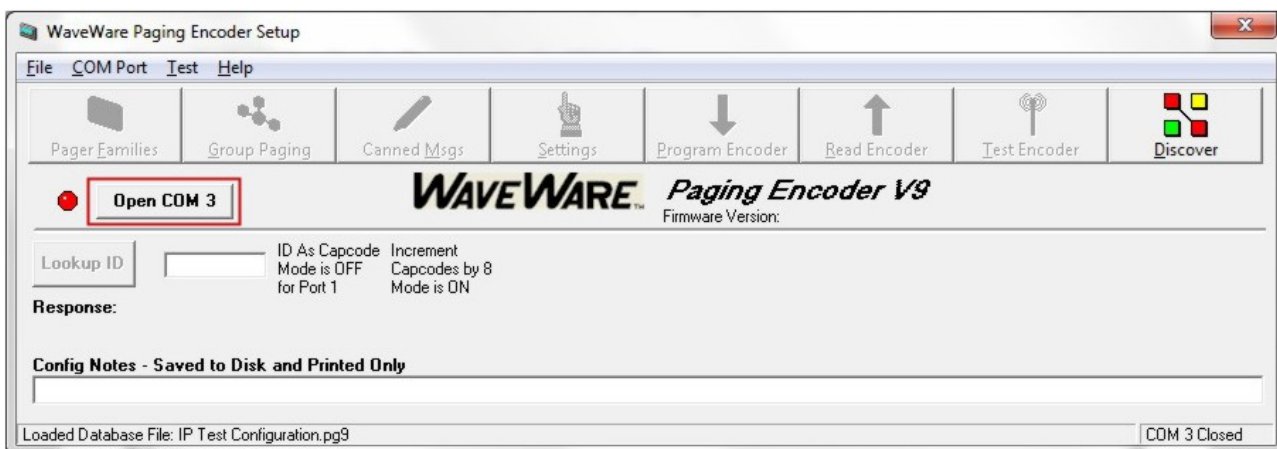 WaveWare Paging Encoder Setup
File COM Port Test Help
Pager Families Group Paging Canned Msgs Settings Program Encoder Read Encoder Test Encoder Discover
Open COM 3
WAVEWARE™ Paging Encoder V9
Firmware Version:
Lookup ID
ID As Capcode
Mode is OFF
for Port 1
Increment
Capcodes by 8
Mode is ON
Response:
Config Notes - Saved to Disk and Printed Only
Loaded Database File: IP Test Configuration.pg9 COM 3 Closed